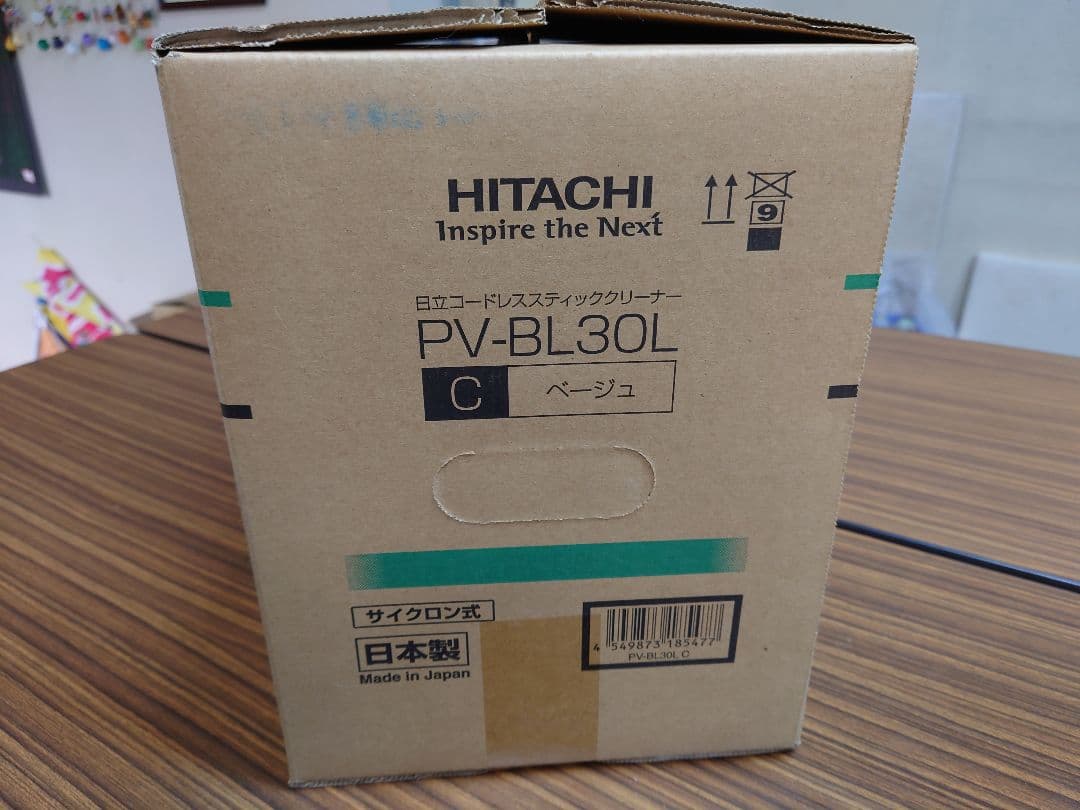 HITACHI
Inspire the Next
9
日立コードレススティッククリーナー
PV-BL30L
C ベージュ
サイクロン式
日本製
Made in Japan
4 549873 185477
PV-BL30L C